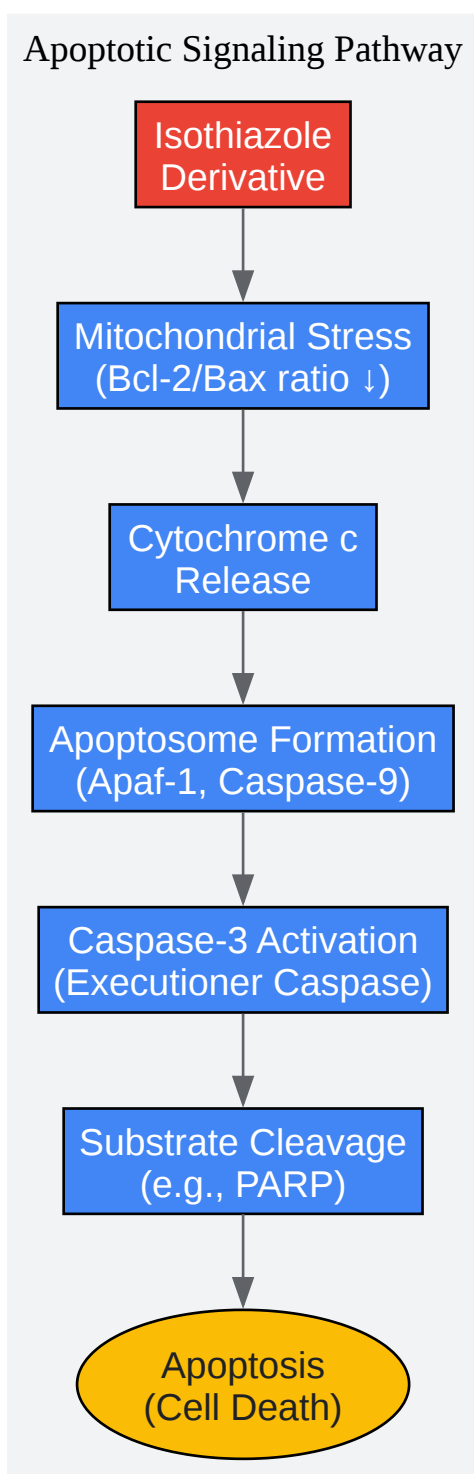 Apoptotic Signaling Pathway
Isothiazole
Derivative
Mitochondrial Stress
(Bcl-2/Bax ratio ↓)
Cytochrome c
Release
Apoptosome Formation
(Apaf-1, Caspase-9)
Caspase-3 Activation
(Executioner Caspase)
Substrate Cleavage
(e.g., PARP)
Apoptosis
(Cell Death)